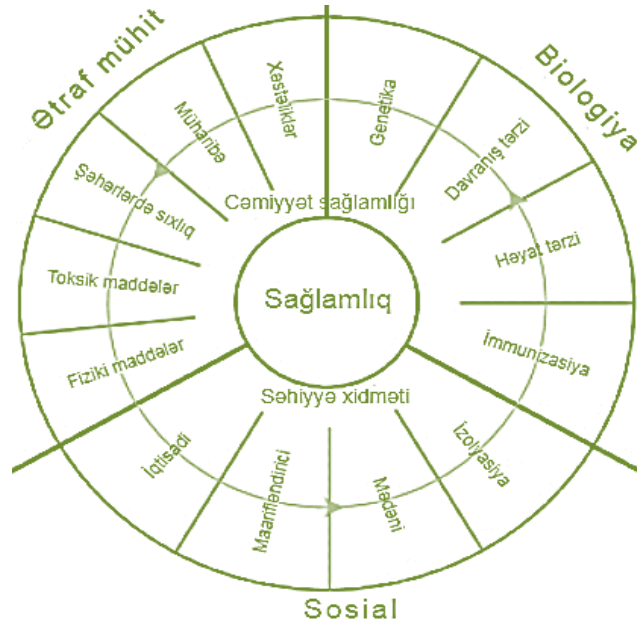 Ətraf mühit
Biologiya
Müharibə
Xəstəliklər
Genetika
Davranış tərzi
Şəhərlərdə sıxlıq
Cəmiyyət sağlamlığı
Həyat tərzi
Toksik maddələr
Sağlamlıq
Fiziki maddələr
İmmunizasiya
Səhiyyə xidməti
İqtisadi
Maarifləndirici
Mədəni
İzolyasiya
Sosial